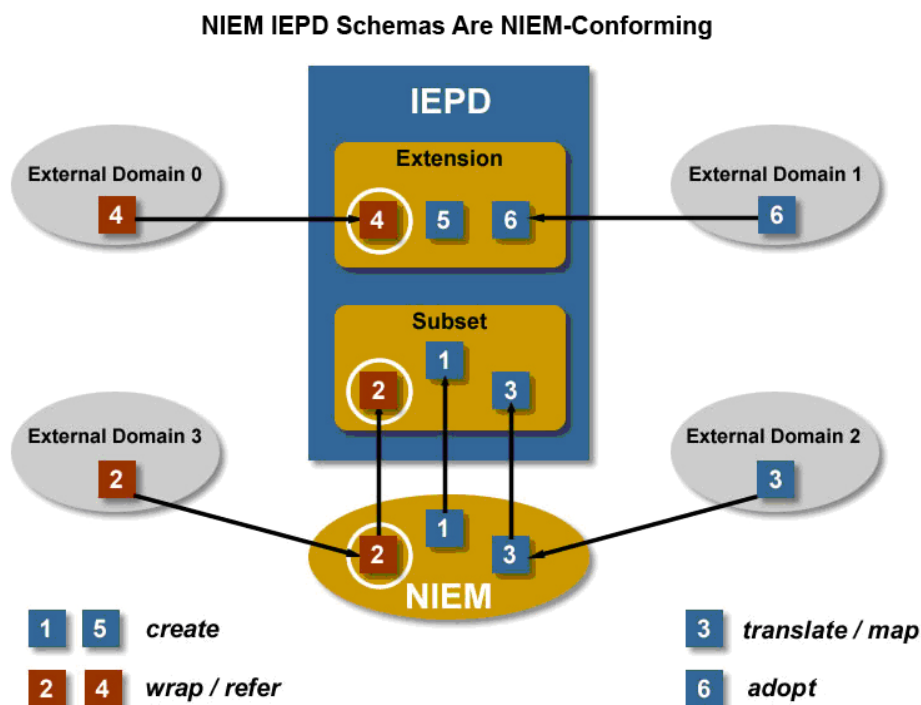 NIEM IEPD Schemas Are NIEM-Conforming
IEPD
Extension
External Domain 0
External Domain 1
4
4
5
6
6
Subset
1
2
3
External Domain 3
External Domain 2
2
3
1
2
3
NIEM
1 5 create
3 translate / map
2 4 wrap / refer
6 adopt